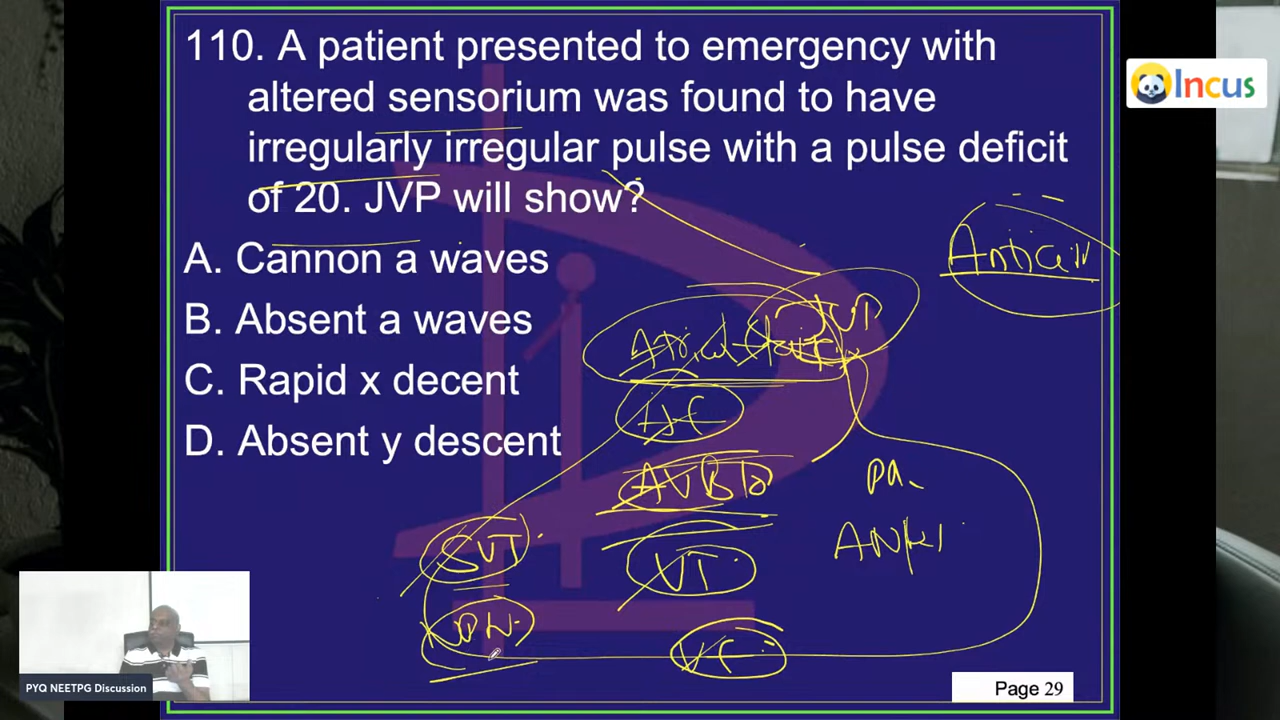 110. A patient presented to emergency with
altered sensorium was found to have
irregularly irregular pulse with a pulse deficit
of 20. JVP will show?
A. Cannon a waves
B. Absent a waves
C. Rapid x decent
D. Absent y descent
Incus
JVP
AF
AVB
SVT
VT
VF
Page 29
PYQ NEETPG Discussion